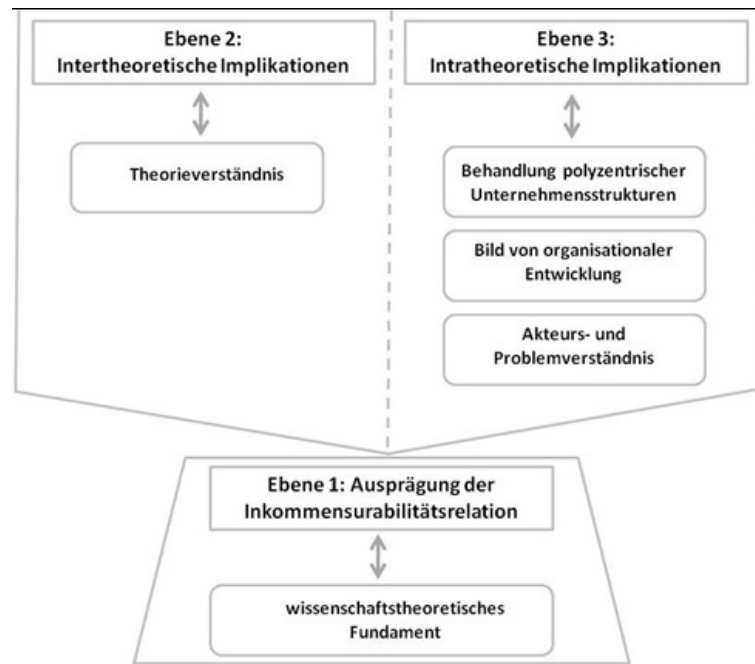 Ebene 2:
Intertheoretische Implikationen
Theorieverständnis
Ebene 3:
Intratheoretische Implikationen
Behandlung polyzentrischer
Unternehmensstrukturen
Bild von organisationaler
Entwicklung
Akteurs- und
Problemverständnis
Ebene 1: Ausprägung der
Inkommensurabilitätsrelation
wissenschaftstheoretisches
Fundament